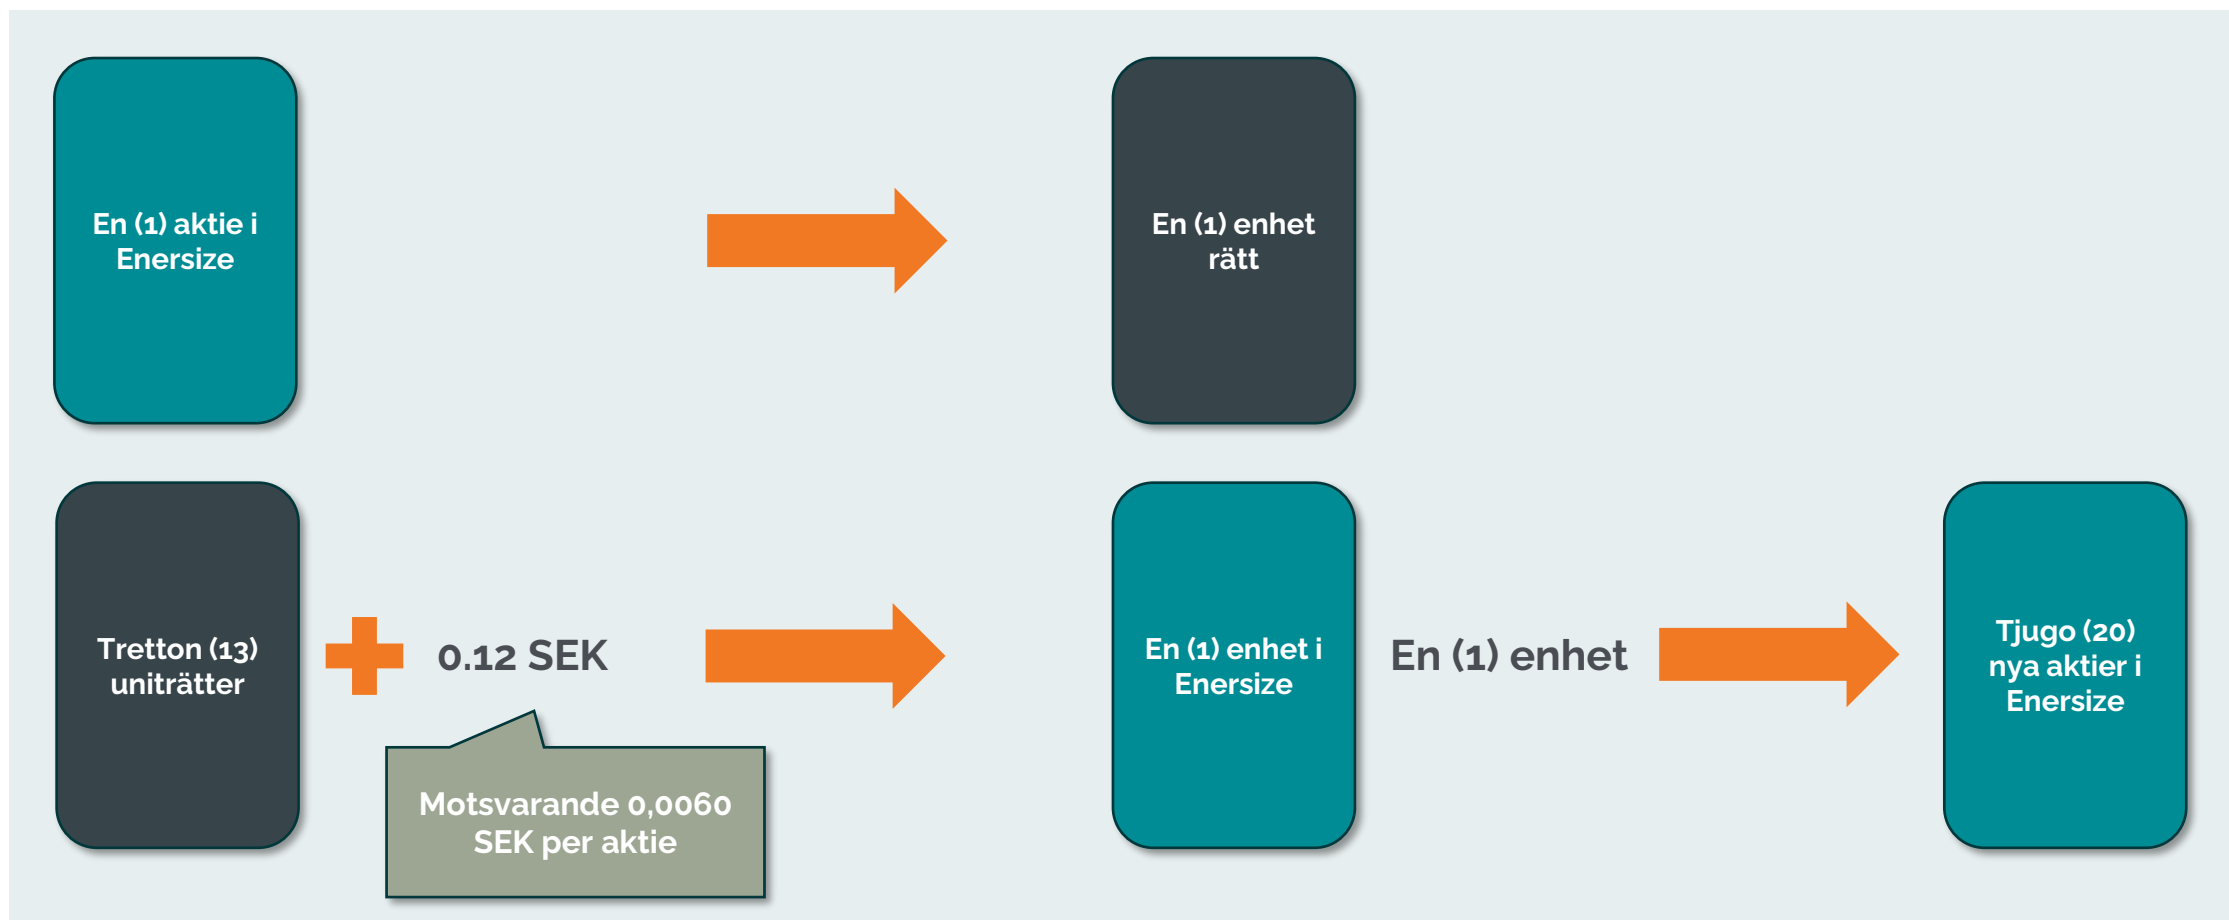 En (1) aktie i
Enersize
En (1) enhet
rätt
Tretton (13)
uniträtter
0.12 SEK
En (1) enhet i
Enersize
En (1) enhet
Tjugo (20)
nya aktier i
Enersize
Motsvarande 0,0060
SEK per aktie